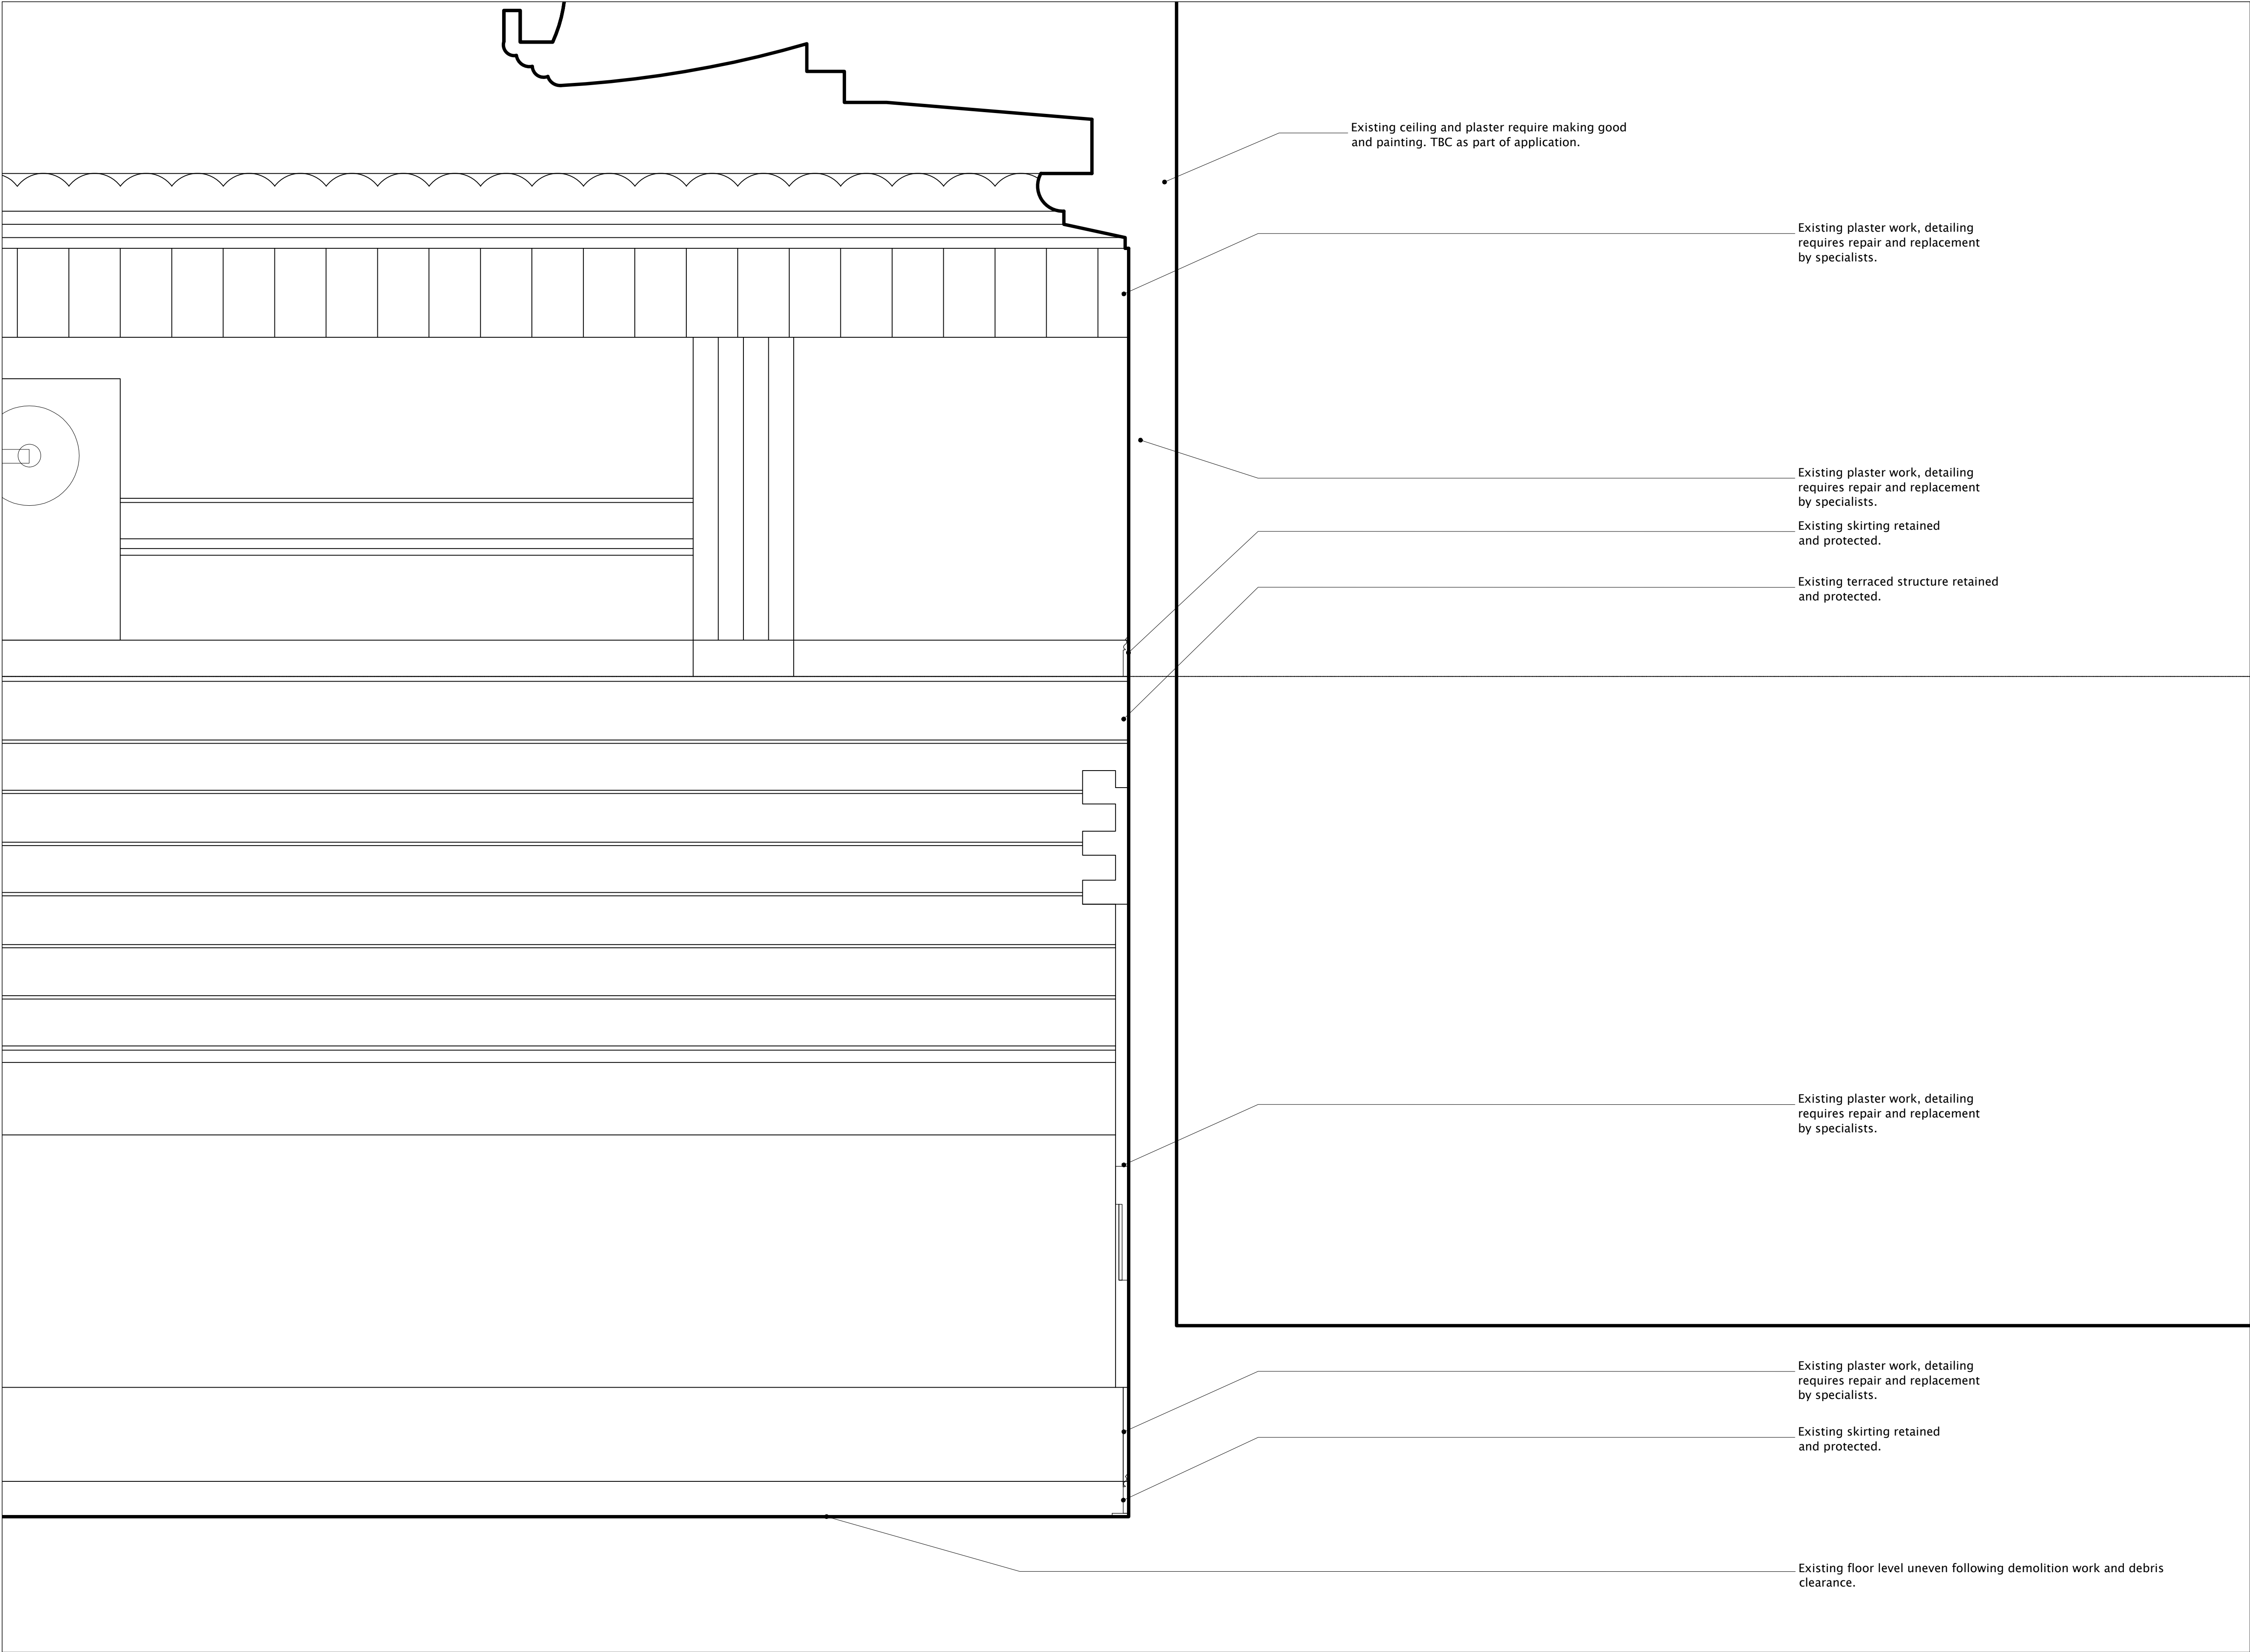 Existing ceiling and plaster require making good
and painting. TBC as part of application.
Existing plaster work, detailing
requires repair and replacement
by specialists.
Existing plaster work, detailing
requires repair and replacement
by specialists.
Existing skirting retained
and protected.
Existing terraced structure retained
and protected.
Existing plaster work, detailing
requires repair and replacement
by specialists.
Existing plaster work, detailing
requires repair and replacement
by specialists.
Existing skirting retained
and protected.
Existing floor level uneven following demolition work and debris
clearance.